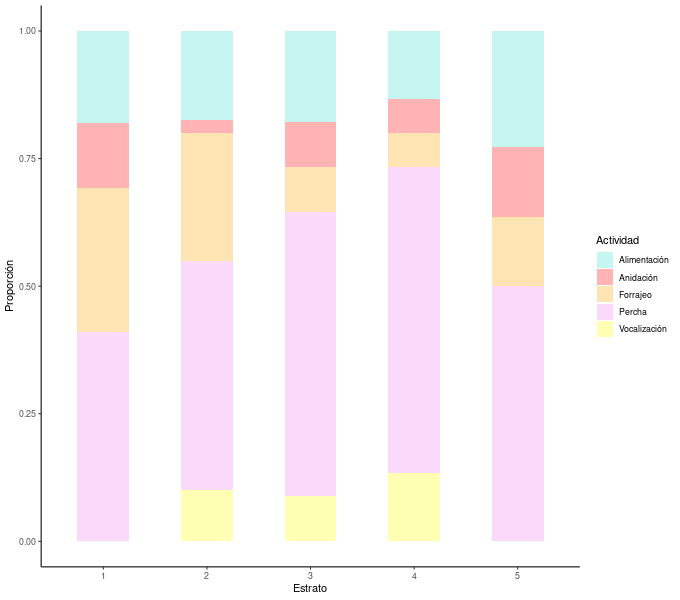 1.00
0.75
0.50
0.25
0.00
Proporción
1 2 3 4 5
Estrato
Actividad
Alimentación
Anidación
Forrajeo
Percha
Vocalización